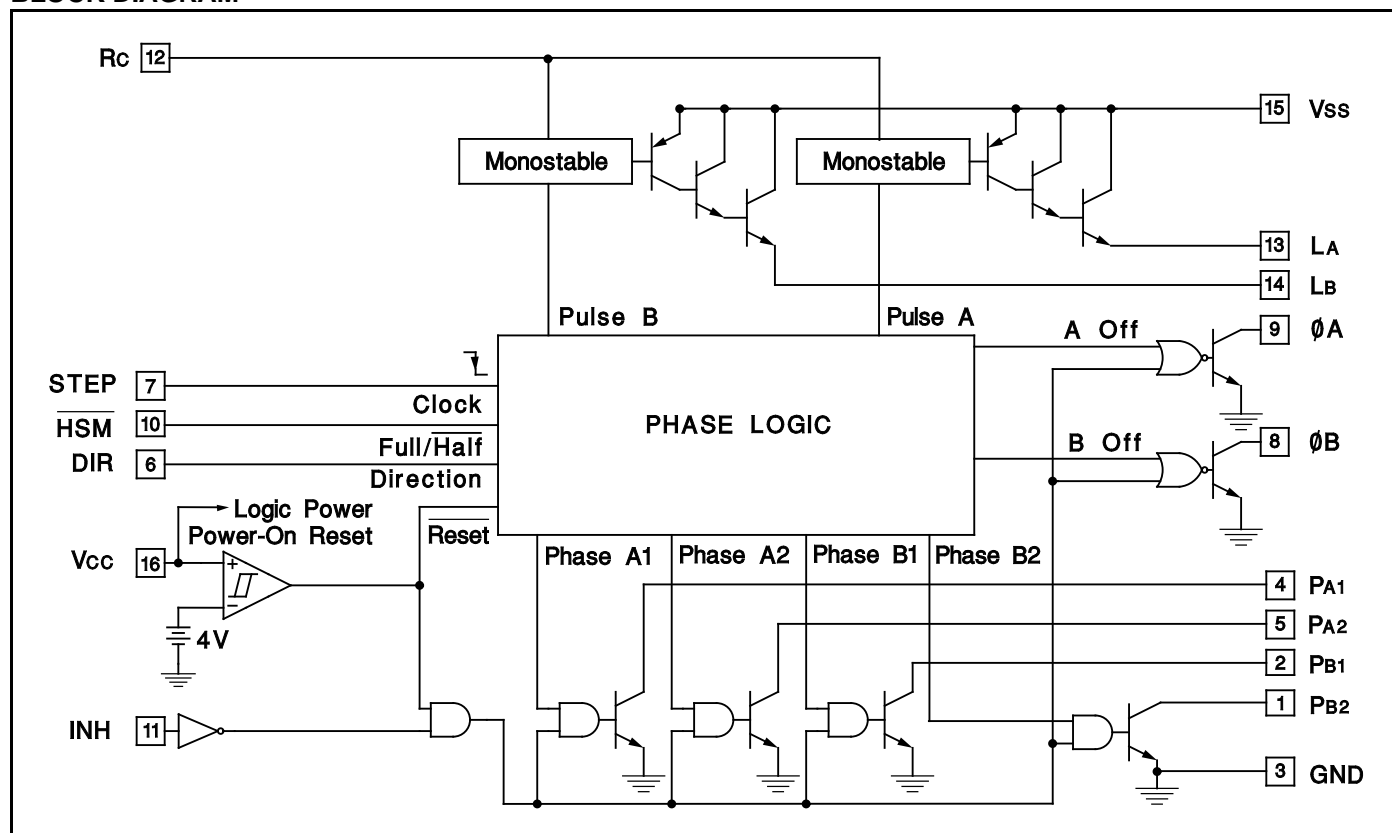 BLOCK DIAGRAM
RC 12
15 VSS
Monostable
Monostable
13 LA
14 LB
Pulse B
Pulse A
A Off
9 ØA
STEP 7
Clock
HSM 10
PHASE LOGIC
Full/Half
B Off
8 ØB
DIR 6
Direction
Logic Power
Power-On Reset
Reset
VCC 16
+
−
4V
Phase A1
Phase A2
Phase B1
Phase B2
4 PA1
5 PA2
2 PB1
1 PB2
INH 11
3 GND